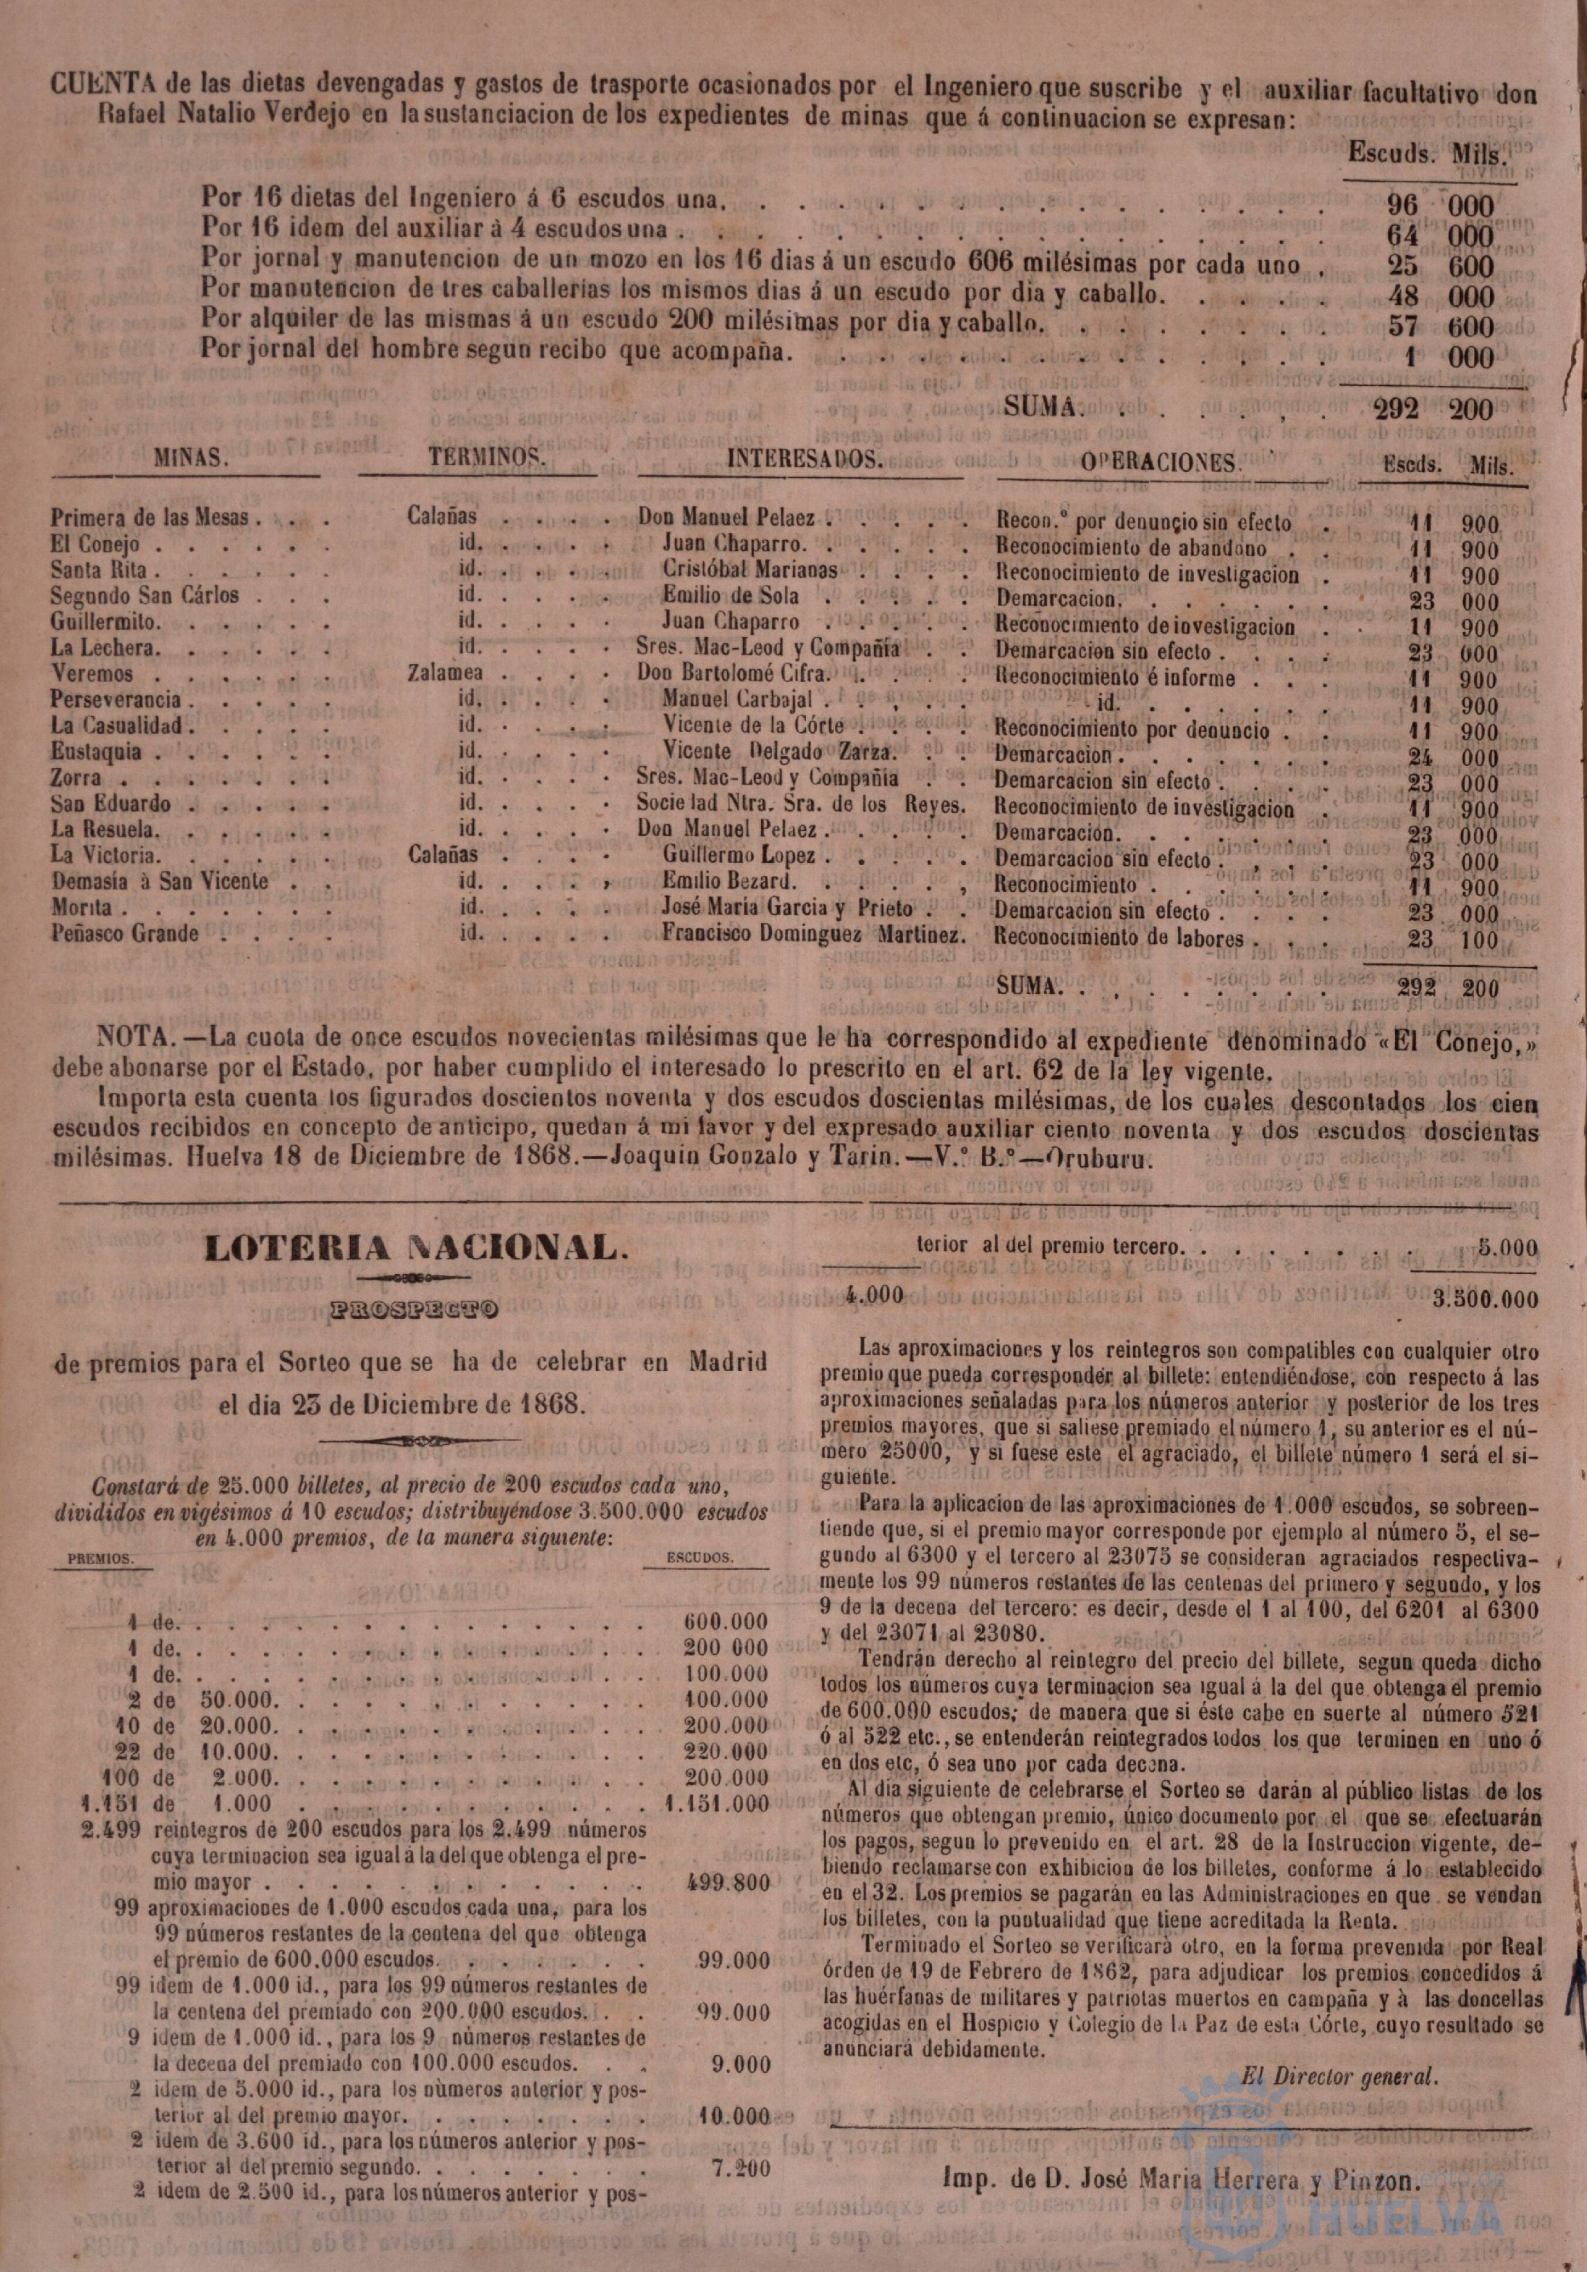 CUENTA de las dietas devengadas y gastos de trasporte ocasionados por el Ingeniero que suscribe y el auxiliar facultativo don
Rafael Natalio Verdejo en la sustanciacion de los expedientes de minas que á continuacion se expresan:
Escuds. Mils.
Por 16 dietas del Ingeniero á 6 escudos una. 96 000
Por 16 idem del auxiliar à 4 escudos una . 64 000
Por jornal y manutencion de un mozo en los 16 dias á un escudo 606 milésimas por cada uno . 25 600
Por manutencion de tres caballerias los mismos dias á un escudo por dia y caballo. 48 000
Por alquiler de las mismas á un escudo 200 milésimas por dia y caballo. 57 600
Por jornal del hombre segun recibo que acompaña. 1 000
SUMA. 292 200
MINAS. TERMINOS. INTERESADOS. OPERACIONES. Escds. Mils.
Primera de las Mesas . Calañas Don Manuel Pelaez . Recon.º por denuncio sin efecto 11 900
El Conejo . id. Juan Chaparro. Reconocimiento de abandono 11 900
Santa Rita . id. Cristóbal Marianas Reconocimiento de investigacion 11 900
Segundo San Cárlos . id. Emilio de Sola Demarcacion. 23 000
Guillermito. id. Juan Chaparro Reconocimiento de investigacion 11 900
La Lechera. id. Sres. Mac-Leod y Compañía Demarcacion sin efecto . 23 000
Veremos . Zalamea Don Bartolomé Cifra. Reconocimiento é informe . 11 900
Perseverancia . id. Manuel Carbajal . id. 11 900
La Casualidad . id. Vicente de la Córte Reconocimiento por denuncio . 11 900
Eustaquia . id. Vicente Delgado Zarza. Demarcacion . 24 000
Zorra . id. Sres. Mac-Leod y Compañia Demarcacion sin efecto . 23 000
San Eduardo . id. Socie lad Ntra. Sra. de los Reyes. Reconocimiento de investigacion 11 900
La Resuela. id. Don Manuel Pelaez . Demarcacion. 23 000
La Victoria. Calañas Guillermo Lopez . Demarcacion sin efecto . 23 000
Demasía à San Vicente . id. Emilio Bezard. Reconocimiento . 11 900
Morita . id. José María Garcia y Prieto . Demarcacion sin efecto . 23 000
Peñasco Grande . id. Francisco Dominguez Martinez. Reconocimiento de labores . 23 100
SUMA. 292 200
NOTA.—La cuota de once escudos novecientas milésimas que le ha correspondido al expediente denominado «El Conejo,»
debe abonarse por el Estado, por haber cumplido el interesado lo prescrito en el art. 62 de la ley vigente.
Importa esta cuenta los figurados doscientos noventa y dos escudos doscientas milésimas, de los cuales descontados los cien
escudos recibidos en concepto de anticipo, quedan á mi favor y del expresado auxiliar ciento noventa y dos escudos doscientas
milésimas. Huelva 18 de Diciembre de 1868.—Joaquin Gonzalo y Tarin.—V.º B.º—Oruburu.
LOTERIA NACIONAL.
PROSPECTO
de premios para el Sorteo que se ha de celebrar en Madrid
el dia 23 de Diciembre de 1868.
Constará de 25.000 billetes, al precio de 200 escudos cada uno,
divididos en vigésimos á 10 escudos; distribuyéndose 3.500.000 escudos
en 4.000 premios, de la manera siguiente:
PREMIOS. ESCUDOS.
1 de. 600.000
1 de. 200 000
1 de. 100.000
2 de 50.000. 100.000
10 de 20.000. 200.000
22 de 10.000. 220.000
100 de 2.000. 200.000
1.151 de 1.000 . 1.151.000
2.499 reintegros de 200 escudos para los 2.499 números
cuya terminacion sea igual á la del que obtenga el pre-
mio mayor . 499.800
99 aproximaciones de 1.000 escudos cada una, para los
99 números restantes de la centena del que obtenga
el premio de 600.000 escudos. 99.000
99 idem de 1.000 id., para los 99 números restantes de
la centena del premiado con 200.000 escudos. 99.000
9 idem de 1.000 id., para los 9 números restantes de
la decena del premiado con 100.000 escudos. 9.000
2 idem de 5.000 id., para los números anterior y pos-
terior al del premio mayor. 10.000
2 idem de 3.600 id., para los números anterior y pos-
terior al del premio segundo. 7.200
2 idem de 2.500 id., para los números anterior y pos-
terior al del premio tercero. 5.000
4.000 3.500.000
Las aproximaciones y los reintegros son compatibles con cualquier otro
premio que pueda corresponder al billete: entendiéndose, con respecto á las
aproximaciones señaladas para los números anterior y posterior de los tres
premios mayores, que si saliese premiado el número 1, su anterior es el nú-
mero 25000, y si fuese este el agraciado, el billete número 1 será el si-
guiente.
Para la aplicacion de las aproximaciones de 1.000 escudos, se sobreen-
tiende que, si el premio mayor corresponde por ejemplo al número 5, el se-
gundo al 6300 y el tercero al 23075 se consideran agraciados respectiva-
mente los 99 números restantes de las centenas del primero y segundo, y los
9 de la decena del tercero: es decir, desde el 1 al 100, del 6201 al 6300
y del 23071 al 23080.
Tendrán derecho al reintegro del precio del billete, segun queda dicho
todos los números cuya terminacion sea igual á la del que obtenga el premio
de 600.000 escudos; de manera que si éste cabe en suerte al número 521
ó al 522 etc., se entenderán reintegrados todos los que terminen en uno ó
en dos etc, ó sea uno por cada decena.
Al dia siguiente de celebrarse el Sorteo se darán al público listas de los
números que obtengan premio, único documento por el que se efectuarán
los pagos, segun lo prevenido en el art. 28 de la Instruccion vigente, de-
biendo reclamarse con exhibicion de los billetes, conforme á lo establecido
en el 32. Los premios se pagarán en las Administraciones en que se vendan
los billetes, con la puntualidad que tiene acreditada la Renta.
Terminado el Sorteo se verificará otro, en la forma prevenida por Real
órden de 19 de Febrero de 1862, para adjudicar los premios concedidos á
las huérfanas de militares y patriotas muertos en campaña y à las doncellas
acogidas en el Hospicio y Colegio de la Paz de esta Córte, cuyo resultado se
anunciará debidamente.
El Director general.
Imp. de D. José Maria Herrera y Pinzon.
HUELVA